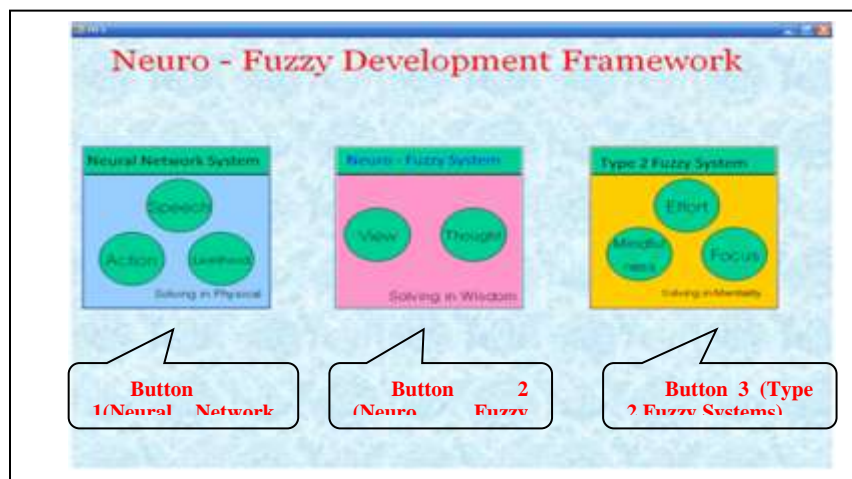 Neuro - Fuzzy Development Framework
Neural Network System
Speech
Action
Livelihood
Solving in Physical
Neuro - Fuzzy System
View
Thought
Solving in Wisdom
Type 2 Fuzzy System
Effort
Mindful
ness
Focus
Solving in Mentality
Button
1(Neural Network
Button 2
(Neuro Fuzzy
Button 3 (Type
2 Fuzzy Systems)